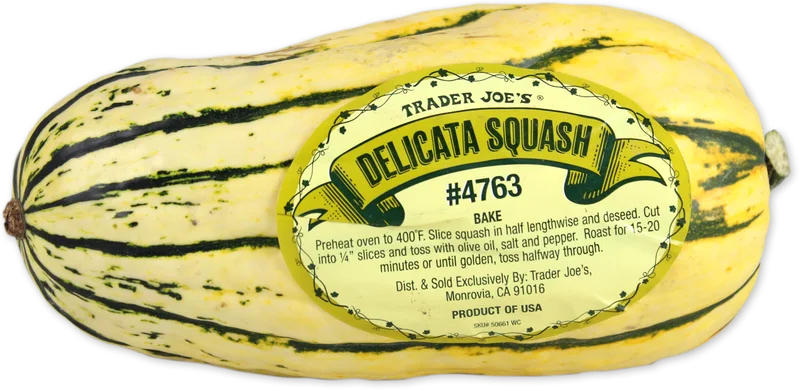 TRADER JOE'S ®
DELICATA SQUASH
#4763
BAKE
Preheat oven to 400°F. Slice squash in half lengthwise and deseed. Cut
into ¼" slices and toss with olive oil, salt and pepper. Roast for 15-20
minutes or until golden, toss halfway through.
Dist. & Sold Exclusively By: Trader Joe's,
Monrovia, CA 91016
PRODUCT OF USA
SKU# 50661 WC